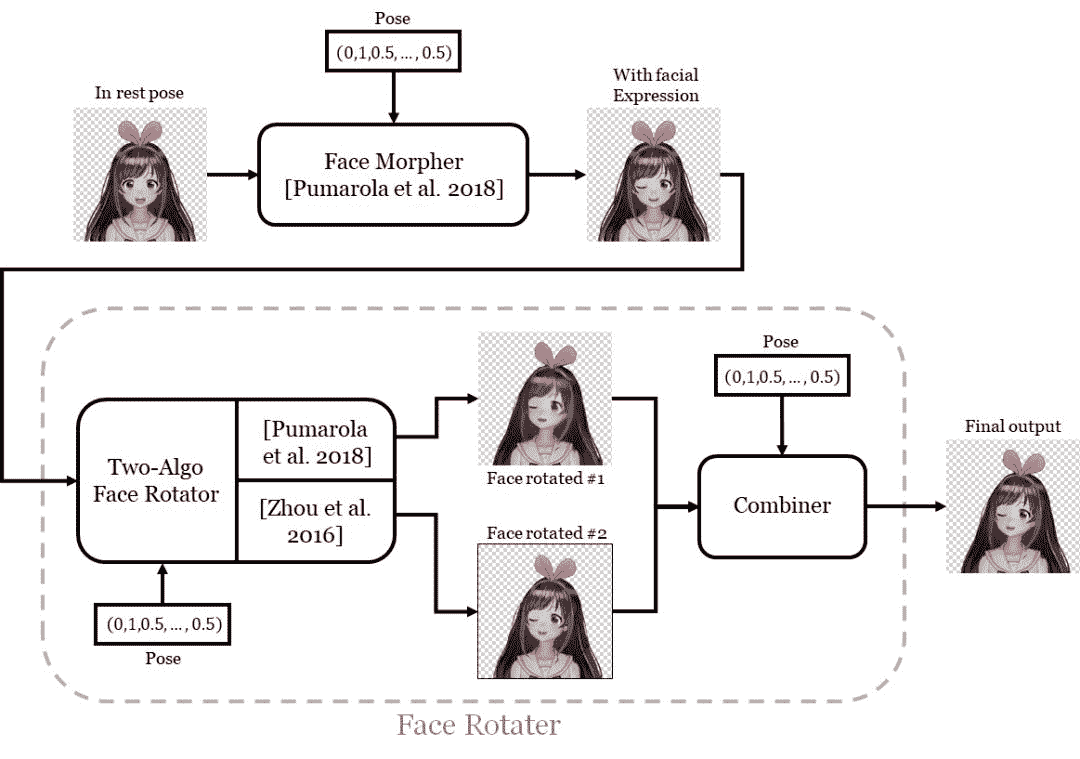 Pose
(0,1,0.5, ... , 0.5)
In rest pose
With facial
Expression
Face Morpher
[Pumarola et al. 2018]
Pose
(0,1,0.5, ... , 0.5)
Two-Algo
Face Rotator
[Pumarola
et al. 2018]
[Zhou et al.
2016]
Face rotated #1
Face rotated #2
Combiner
Final output
(0,1,0.5, ... , 0.5)
Pose
Face Rotater